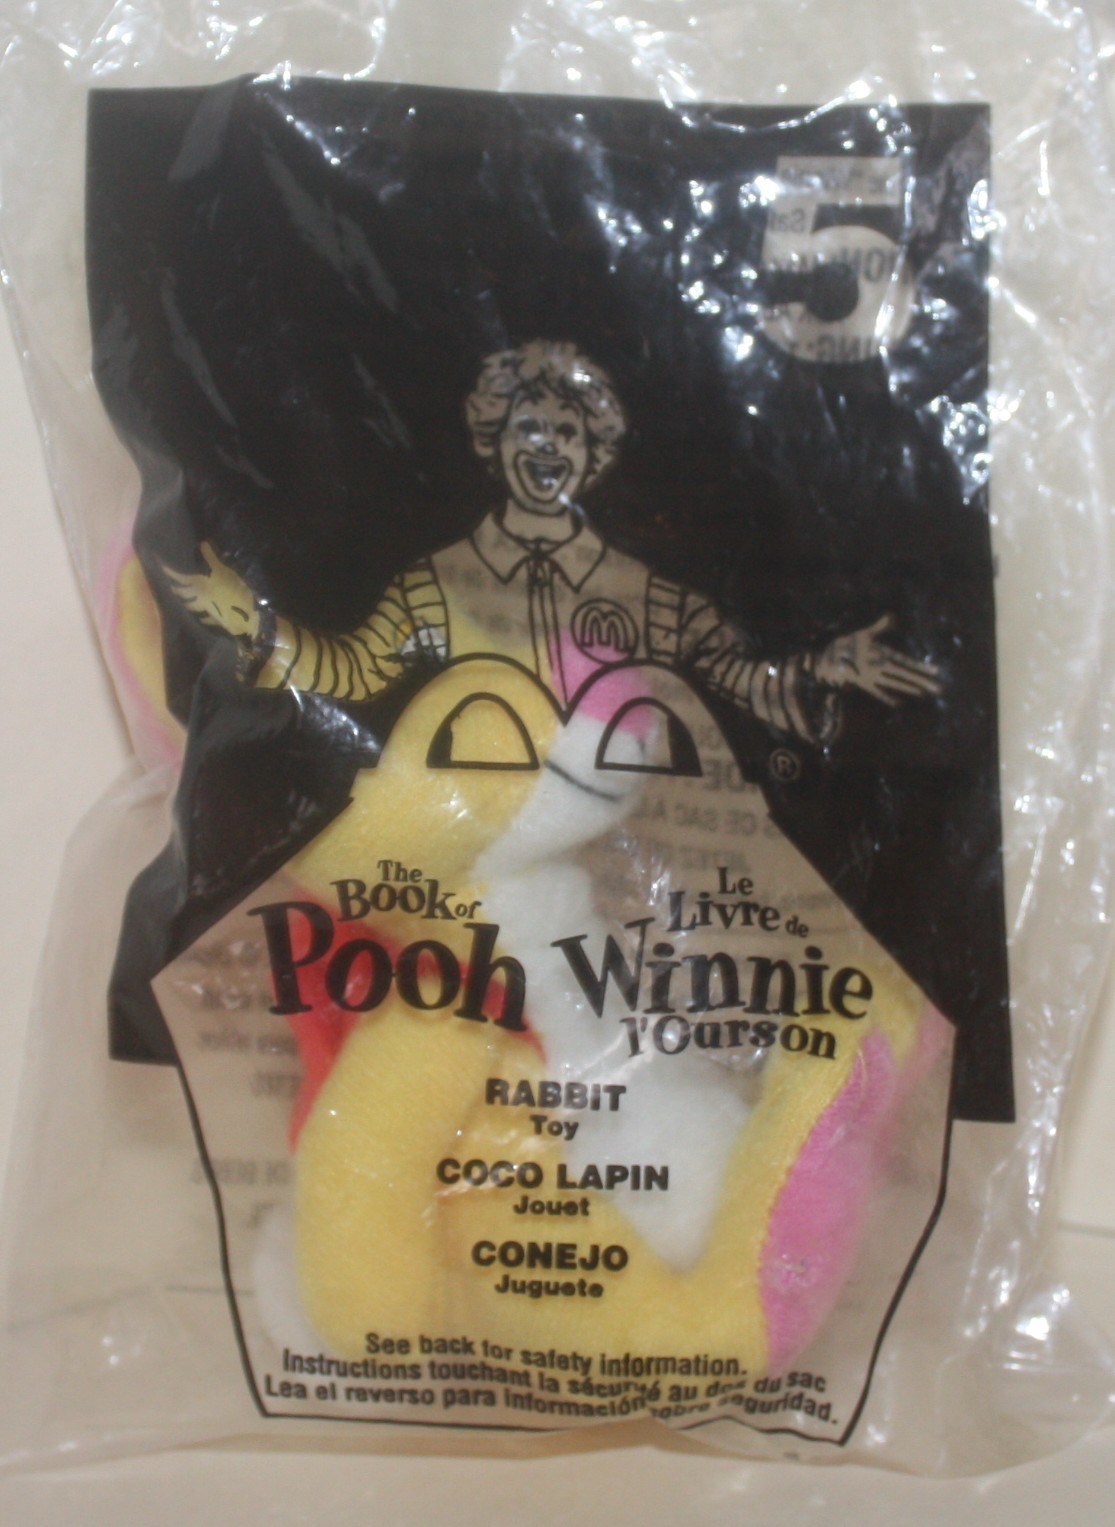 5
M
®
The
Book of
Pooh
Le
Livre de
Winnie
l'Ourson
RABBIT
Toy
COCO LAPIN
Jouet
CONEJO
Juguete
See back for safety information.
Instructions touchant la sécurité au dos du sac
Lea el reverso para información sobre seguridad.